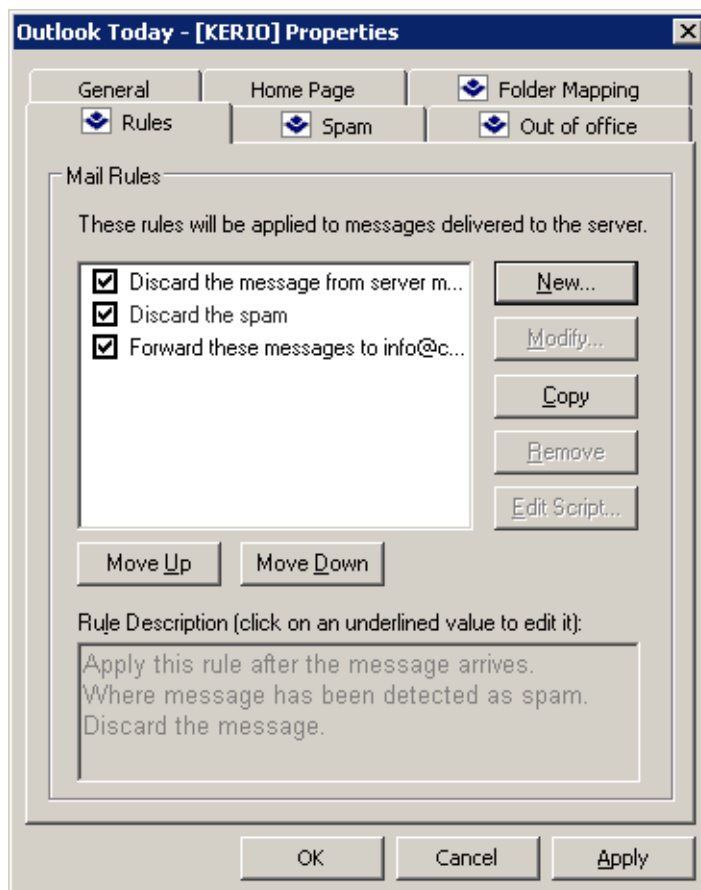 Outlook Today - [KERIO] Properties
General
Home Page
Folder Mapping
Rules
Spam
Out of office
Mail Rules
These rules will be applied to messages delivered to the server.
Discard the message from server m...
Discard the spam
Forward these messages to info@c...
New...
Modify...
Copy
Remove
Edit Script...
Move Up
Move Down
Rule Description (click on an underlined value to edit it):
Apply this rule after the message arrives.
Where message has been detected as spam.
Discard the message.
OK
Cancel
Apply